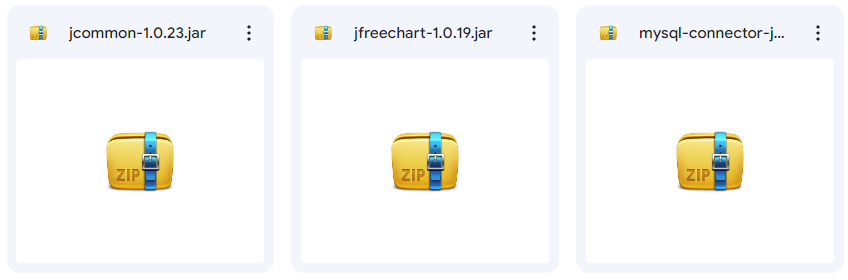 jcommon-1.0.23.jar
jfreechart-1.0.19.jar
mysql-connector-j...
ZIP
ZIP
ZIP